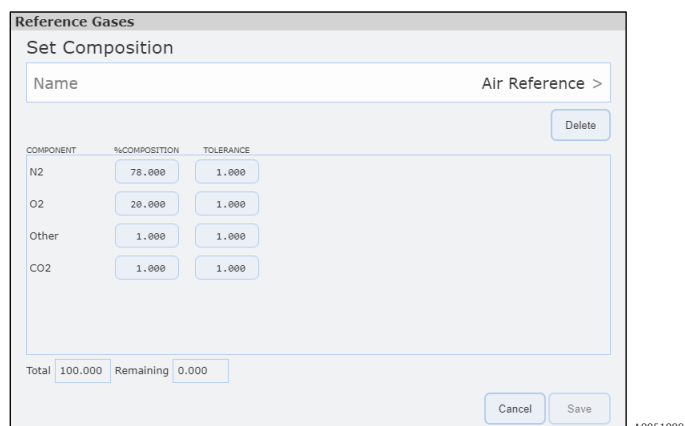 Reference Gases
Set Composition
Name Air Reference >
Delete
COMPONENT %COMPOSITION TOLERANCE
N2 78.000 1.000
O2 20.000 1.000
Other 1.000 1.000
CO2 1.000 1.000
Total 100.000 Remaining 0.000
Cancel Save